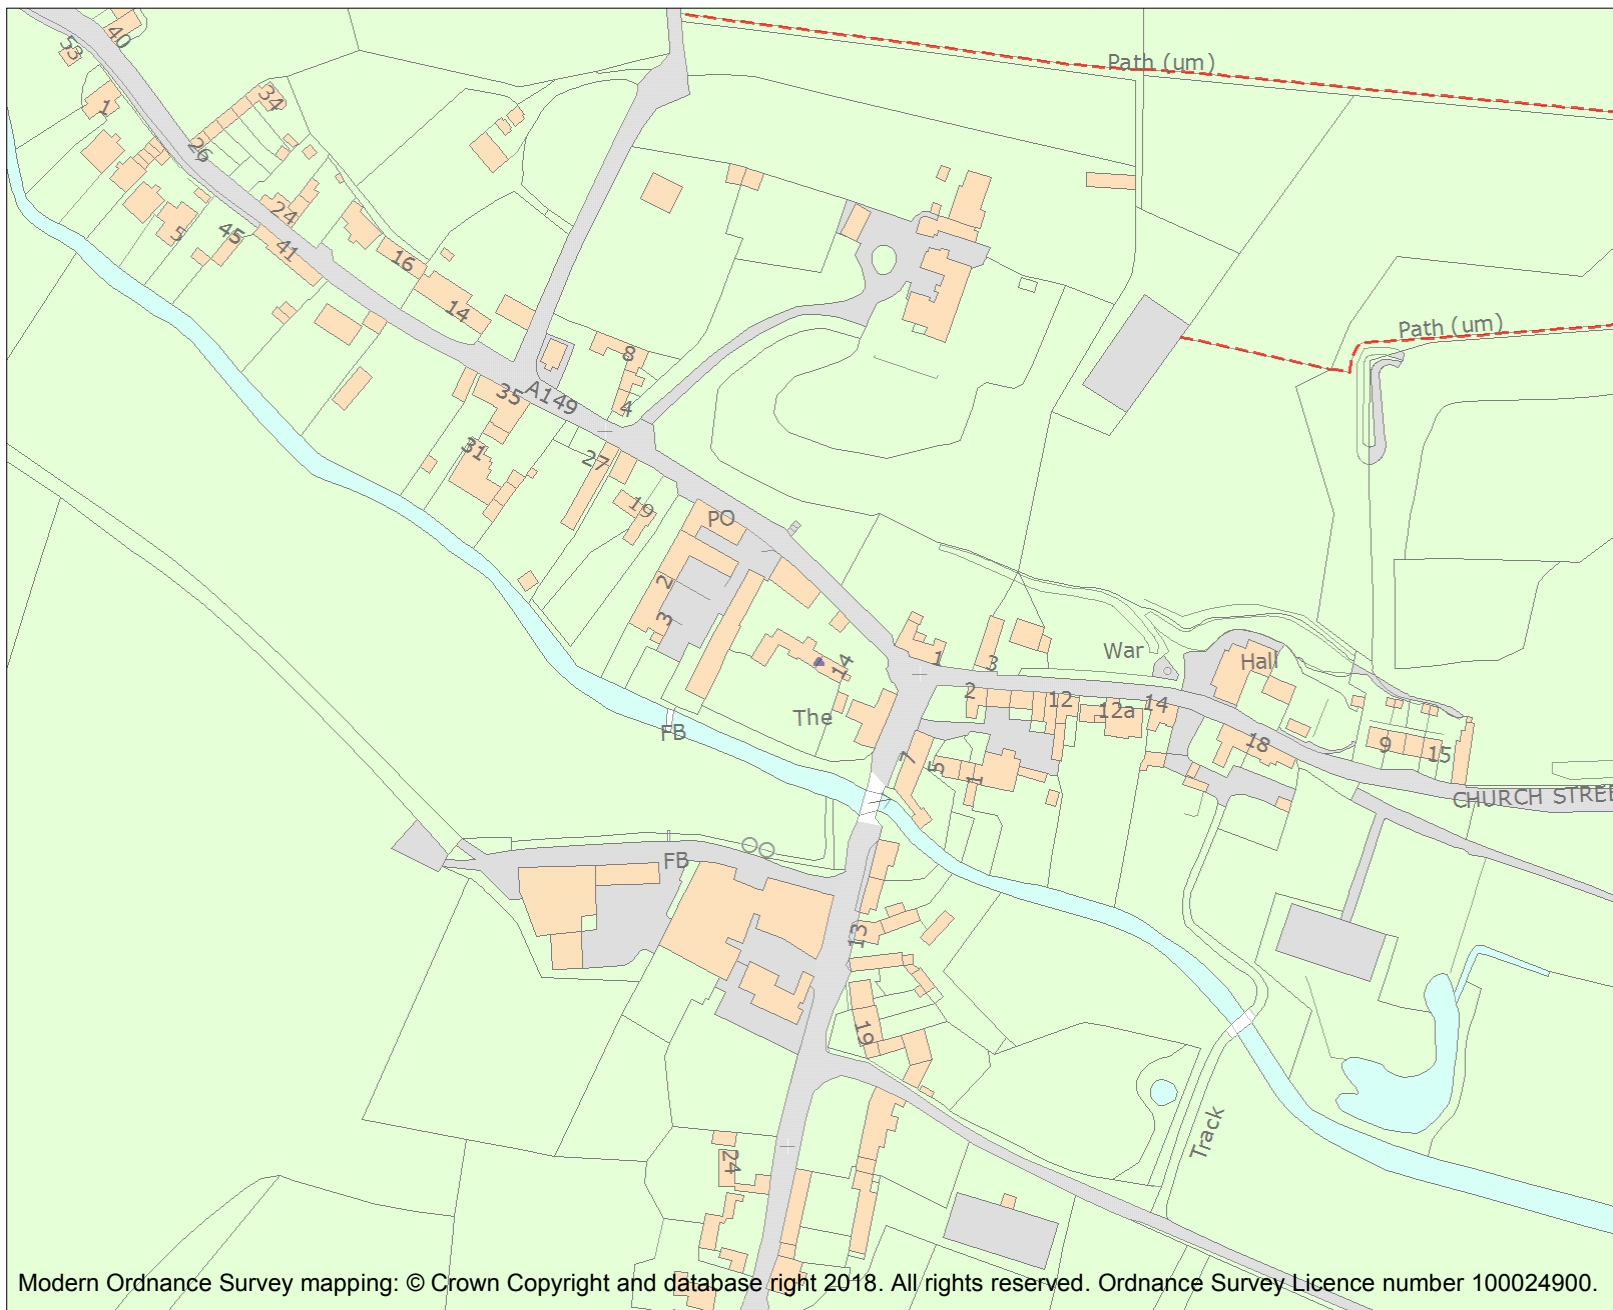 53
40
Path (um)
34
1
26
24
5
45
41
16
14
Path (um)
8
A149
35
4
31
27
19
PO
2
3
14
1
3
War
Hall
The
2
12
12a
14
18
9
15
FB
7
5
1
CHURCH STREE
FB
13
19
Track
24
Modern Ordnance Survey mapping: © Crown Copyright and database right 2018. All rights reserved. Ordnance Survey Licence number 100024900.